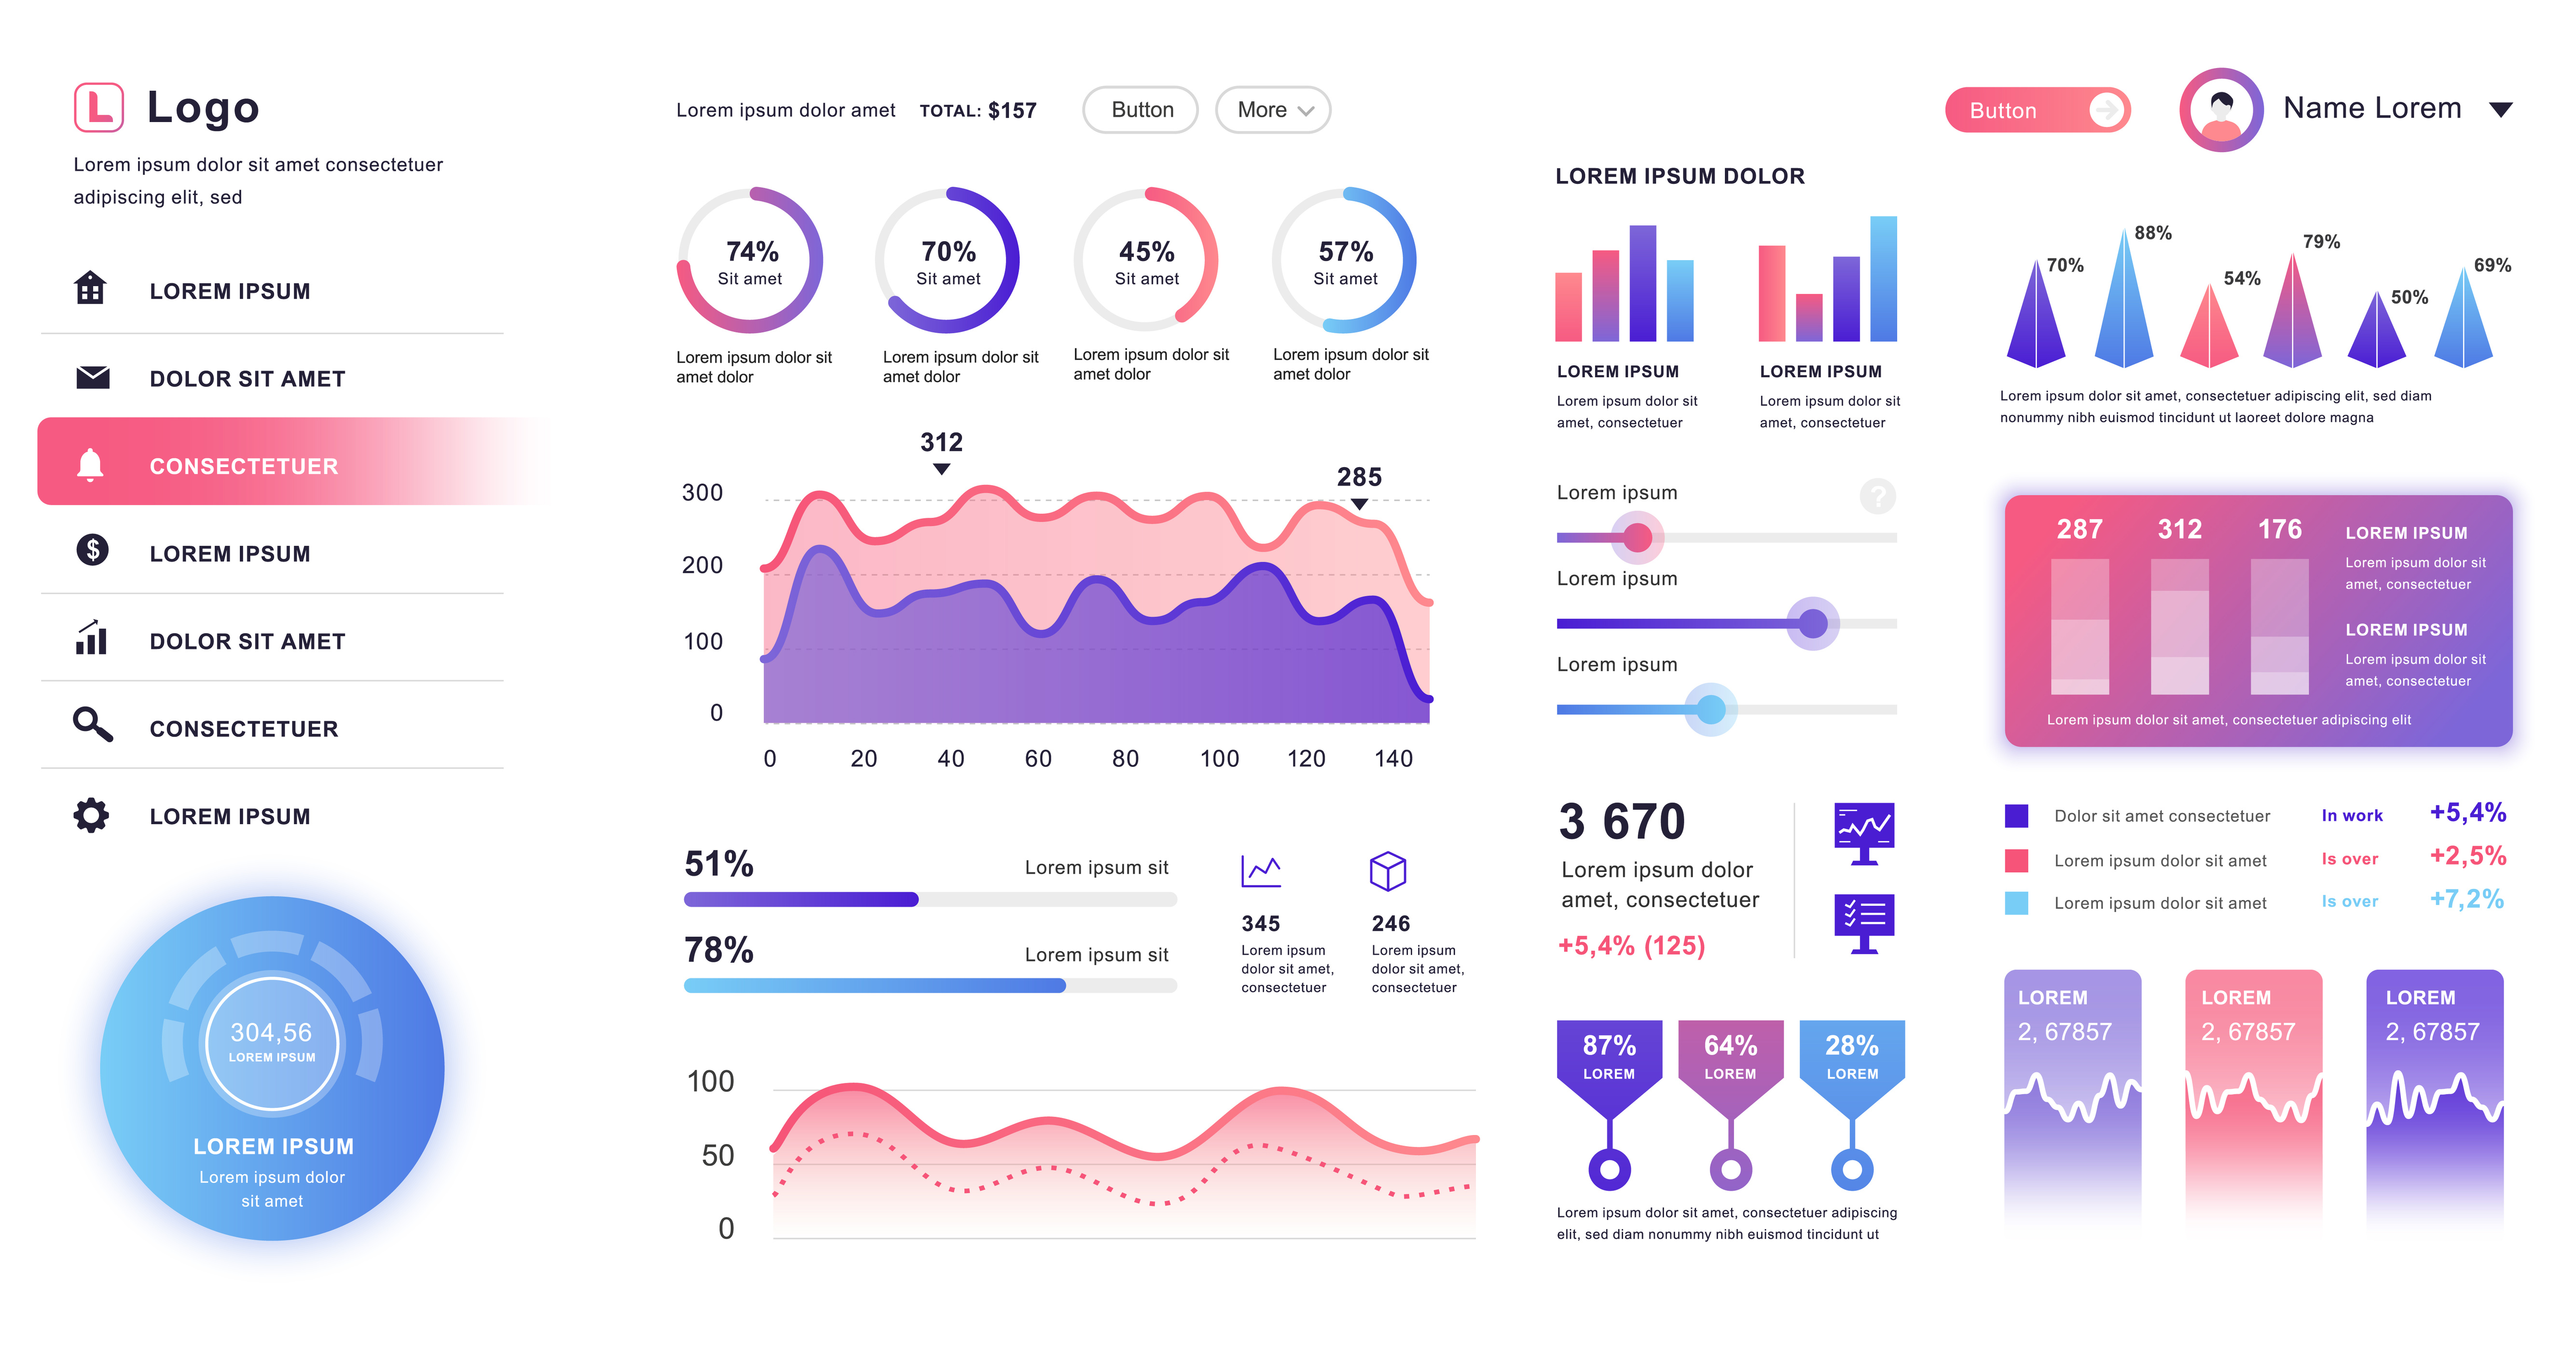 L Logo
Lorem ipsum dolor sit amet consectetuer
adipiscing elit, sed
LOREM IPSUM
DOLOR SIT AMET
CONSECTETUER
$ LOREM IPSUM
DOLOR SIT AMET
CONSECTETUER
LOREM IPSUM
304,56
LOREM IPSUM
LOREM IPSUM
Lorem ipsum dolor
sit amet
Lorem ipsum dolor amet TOTAL: $157 Button More
74%
Sit amet
Lorem ipsum dolor sit
amet dolor
70%
Sit amet
Lorem ipsum dolor sit
amet dolor
45%
Sit amet
Lorem ipsum dolor sit
amet dolor
57%
Sit amet
Lorem ipsum dolor sit
amet dolor
312
285
300
200
100
0
0 20 40 60 80 100 120 140
51% Lorem ipsum sit
78% Lorem ipsum sit
345
Lorem ipsum
dolor sit amet,
consectetuer
246
Lorem ipsum
dolor sit amet,
consectetuer
100
50
0
LOREM IPSUM DOLOR
LOREM IPSUM
Lorem ipsum dolor sit
amet, consectetuer
LOREM IPSUM
Lorem ipsum dolor sit
amet, consectetuer
Lorem ipsum ?
Lorem ipsum
Lorem ipsum
3 670
Lorem ipsum dolor
amet, consectetuer
+5,4% (125)
87%
LOREM
64%
LOREM
28%
LOREM
Lorem ipsum dolor sit amet, consectetuer adipiscing
elit, sed diam nonummy nibh euismod tincidunt ut
Button Name Lorem
70% 88% 54% 79% 50% 69%
Lorem ipsum dolor sit amet, consectetuer adipiscing elit, sed diam
nonummy nibh euismod tincidunt ut laoreet dolore magna
287 312 176
LOREM IPSUM
Lorem ipsum dolor sit
amet, consectetuer
LOREM IPSUM
Lorem ipsum dolor sit
amet, consectetuer
Lorem ipsum dolor sit amet, consectetuer adipiscing elit
Dolor sit amet consectetuer In work +5,4%
Lorem ipsum dolor sit amet Is over +2,5%
Lorem ipsum dolor sit amet Is over +7,2%
LOREM
2, 67857
LOREM
2, 67857
LOREM
2, 67857